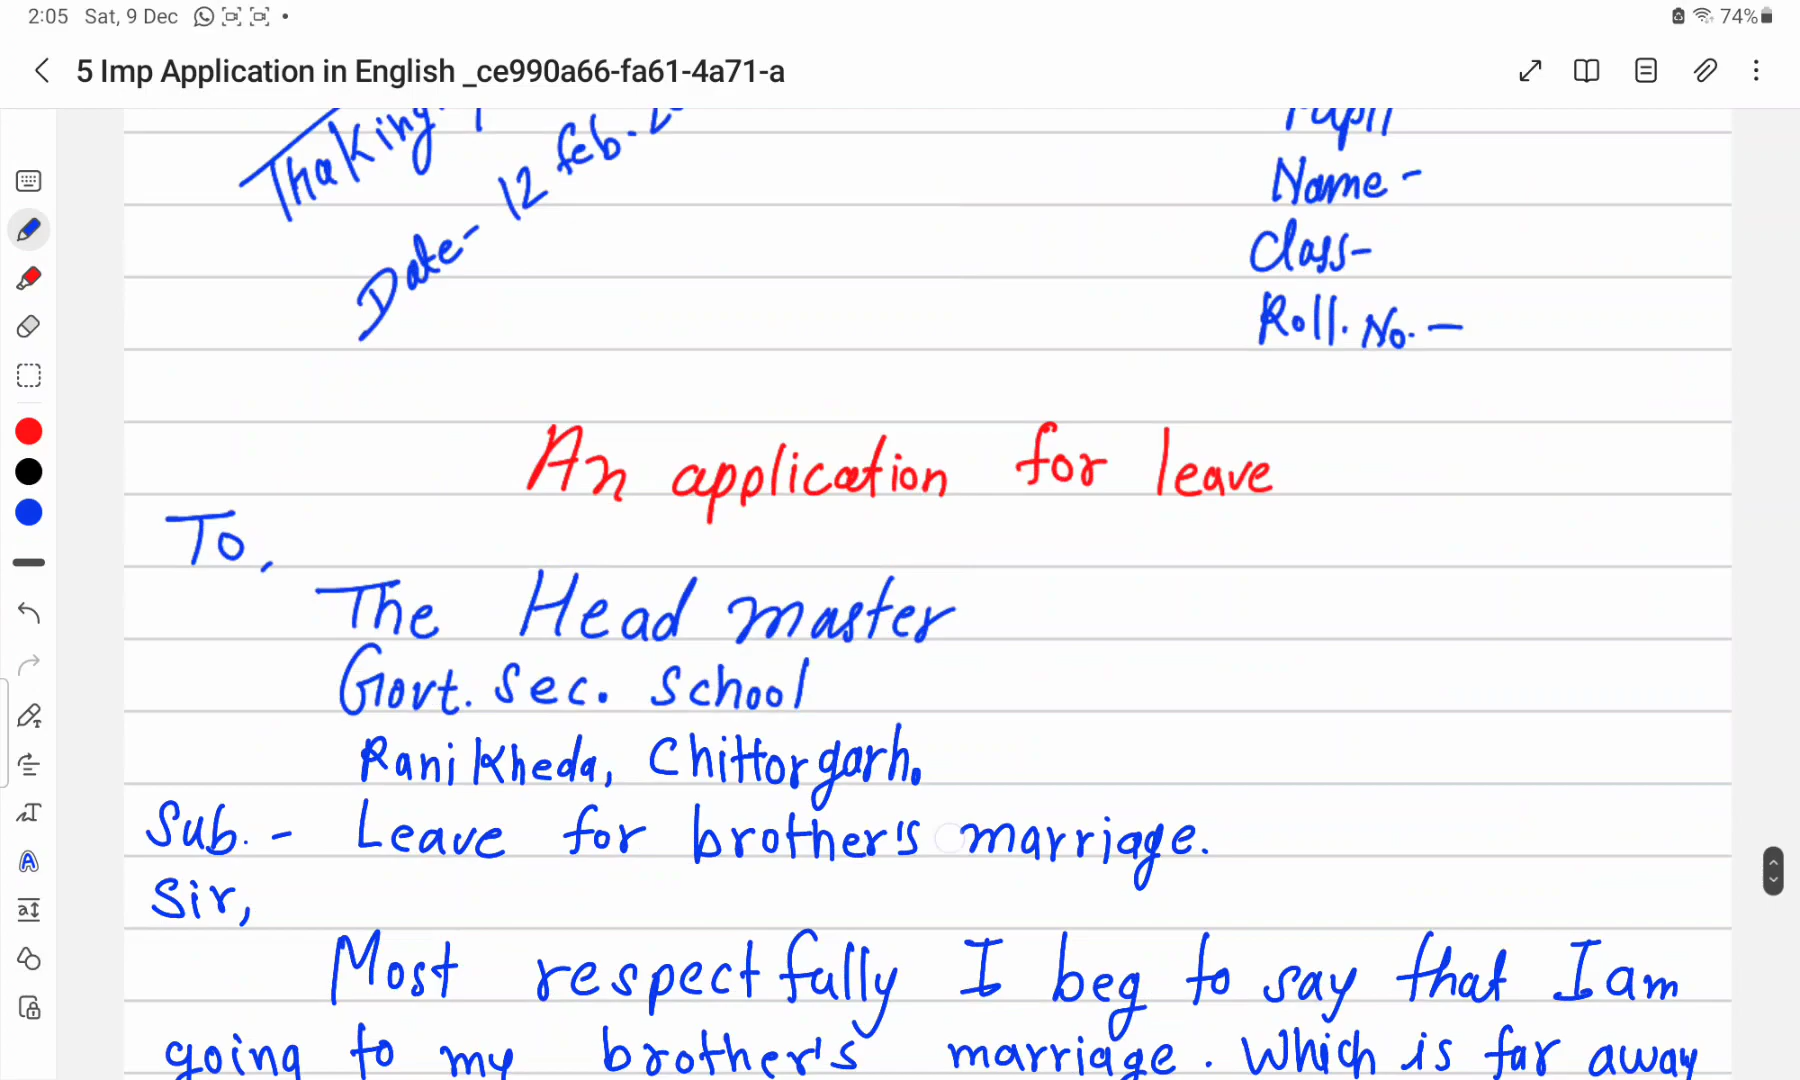 2:05 Sat, 9 Dec
74%
5 Imp Application in English _ce990a66-fa61-4a71-a
Thaking.
Date- 12 feb.
Pupil
Name -
Class-
Roll. No. -
An application for leave
To,
The Head master
Govt. Sec. School
Rani Kheda, Chittorgarh.
Sub. - Leave for brother's marriage.
Sir,
Most respectfully I beg to say that I am
going to my brother's marriage. Which is far away